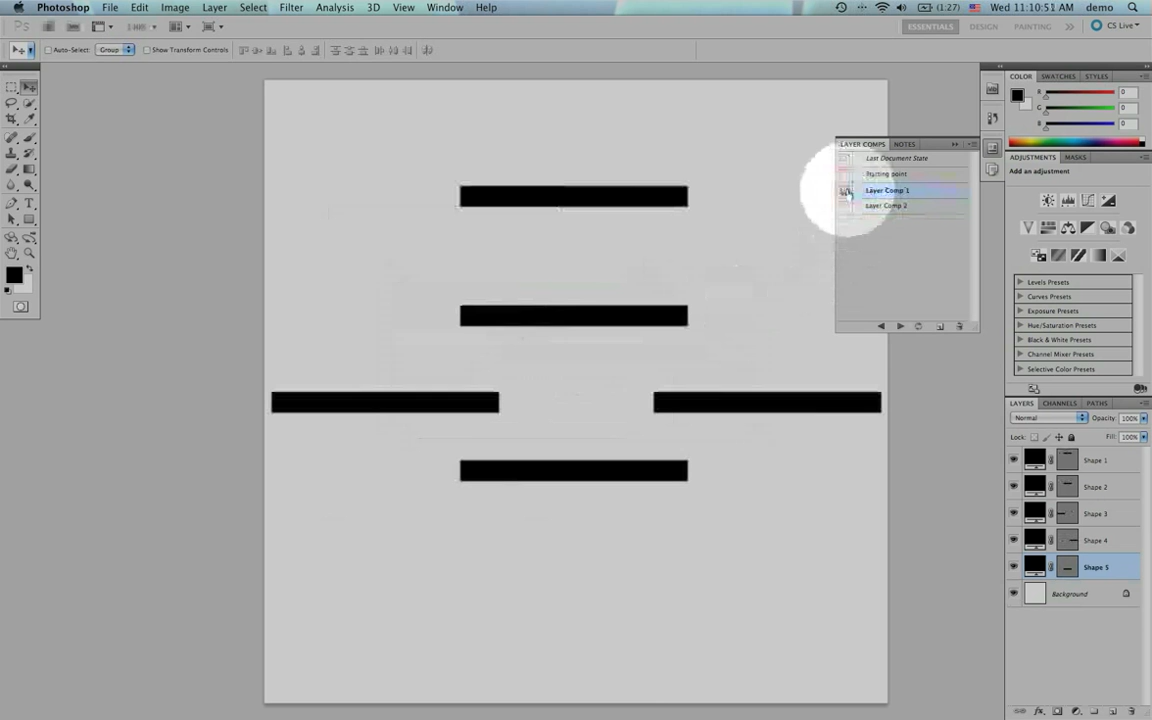 Photoshop File Edit Image Layer Select Filter Analysis 3D View Window Help (1:27) Wed 11:10:51 AM demo
Ps ESSENTIALS DESIGN PAINTING CS Live
Auto-Select: Group Show Transform Controls
COLOR SWATCHES STYLES
R 0
G 0
B 0
LAYER COMPS NOTES
Last Document State
Starting point
Layer Comp 1
Layer Comp 2
ADJUSTMENTS MASKS
Add an adjustment
Levels Presets
Curves Presets
Exposure Presets
Hue/Saturation Presets
Black & White Presets
Channel Mixer Presets
Selective Color Presets
LAYERS CHANNELS PATHS
Normal Opacity: 100%
Lock: Fill: 100%
Shape 1
Shape 2
Shape 3
Shape 4
Shape 5
Background